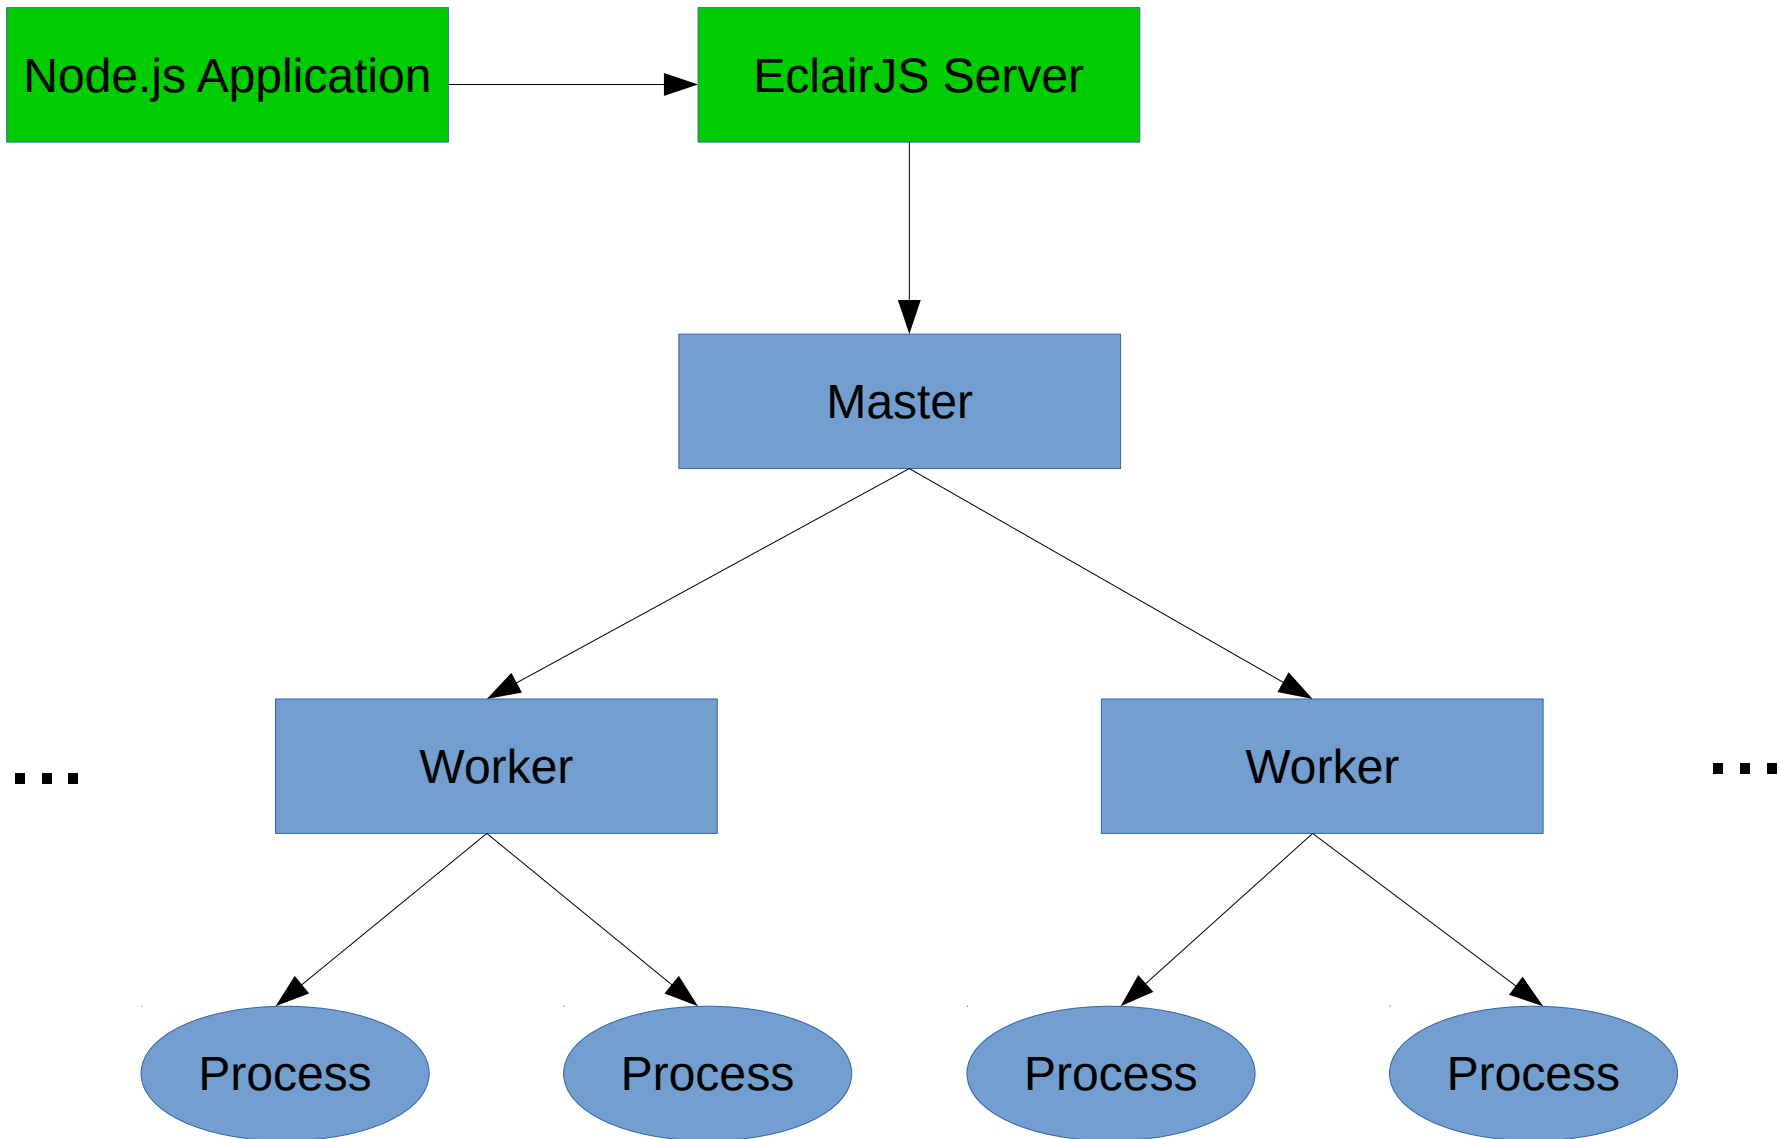 Node.js Application
EclairJS Server
Master
Worker
Worker
...
...
Process
Process
Process
Process